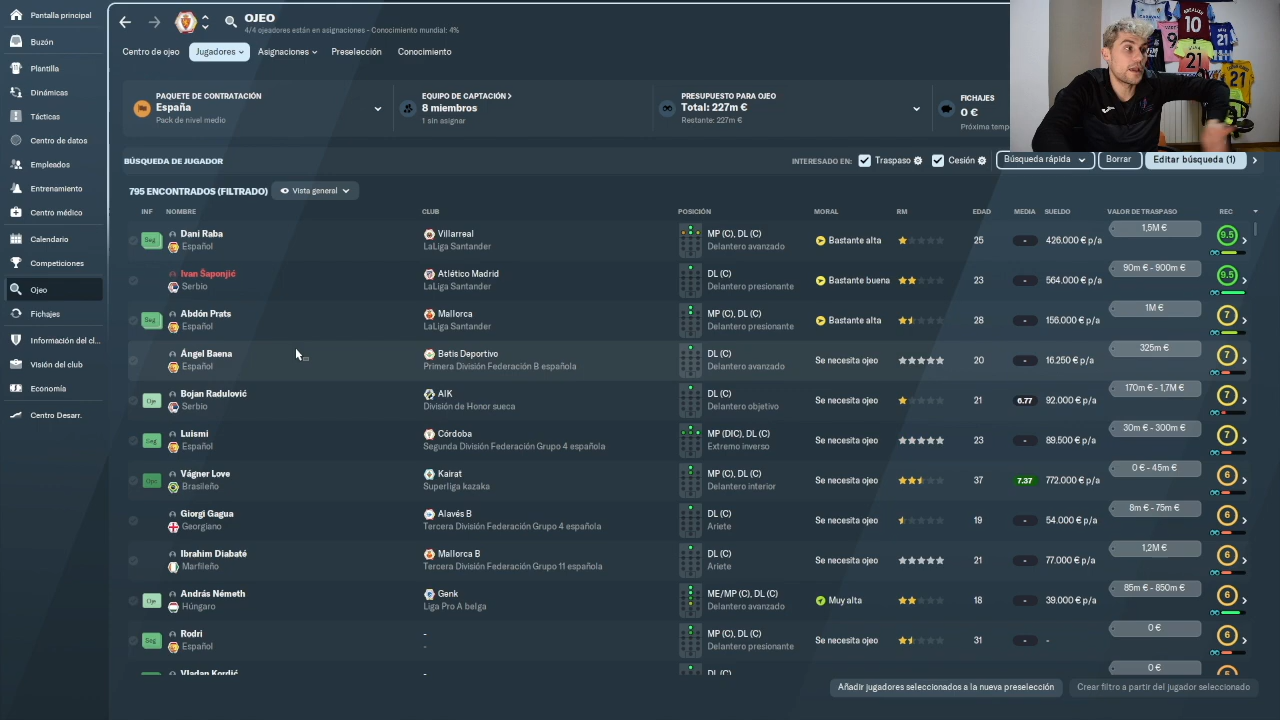 Pantalla principal
Buzón
Plantilla
Dinámicas
Tácticas
Centro de datos
Empleados
Entrenamiento
Centro médico
Calendario
Competiciones
Ojeo
Fichajes
Información del cl...
Visión del club
Economía
Centro Desarr.
OJEO
4/4 ojeadores están en asignaciones - Conocimiento mundial: 4%
Centro de ojeo Jugadores Asignaciones Preselección Conocimiento
PAQUETE DE CONTRATACIÓN
España
Pack de nivel medio
EQUIPO DE CAPTACIÓN
8 miembros
1 sin asignar
PRESUPUESTO PARA OJEO
Total: 227m €
Restante: 227m €
FICHAJES
0 €
Próxima temp
BÚSQUEDA DE JUGADOR INTERESADO EN: Traspaso Cesión Búsqueda rápida Borrar Editar búsqueda (1)
795 ENCONTRADOS (FILTRADO) Vista general
INF NOMBRE CLUB POSICIÓN MORAL RM EDAD MEDIA SUELDO VALOR DE TRASPASO REC
Seg Dani Raba Villarreal MP (C), DL (C) Bastante alta 25 - 426.000 € p/a 1,5M € 9.5
Español LaLiga Santander Delantero avanzado
Ivan Šaponjić Atlético Madrid DL (C) Bastante buena 23 - 564.000 € p/a 90m € - 900m € 9.5
Serbio LaLiga Santander Delantero presionante
Seg Abdón Prats Mallorca MP (C), DL (C) Bastante alta 28 - 156.000 € p/a 1M € 7
Español LaLiga Santander Delantero presionante
Ángel Baena Betis Deportivo DL (C) Se necesita ojeo 20 - 16.250 € p/a 325m € 7
Español Primera División Federación B española Delantero avanzado
Oje Bojan Radulović AIK DL (C) Se necesita ojeo 21 6.77 92.000 € p/a 170m € - 1,7M € 7
Serbio División de Honor sueca Delantero objetivo
Seg Luismi Córdoba MP (DIC), DL (C) Se necesita ojeo 23 - 89.500 € p/a 30m € - 300m € 7
Español Segunda División Federación Grupo 4 española Extremo inverso
Opo Vágner Love Kairat MP (C), DL (C) Se necesita ojeo 37 7.37 772.000 € p/a 0 € - 45m € 6
Brasileño Superliga kazaka Delantero interior
Giorgi Gagua Alavés B DL (C) Se necesita ojeo 19 - 54.000 € p/a 8m € - 75m € 6
Georgiano Tercera División Federación Grupo 4 española Ariete
Ibrahim Diabaté Mallorca B DL (C) Se necesita ojeo 21 - 77.000 € p/a 1,2M € 6
Marfileño Tercera División Federación Grupo 11 española Ariete
Oje András Németh Genk ME/MP (C), DL (C) Muy alta 18 - 39.000 € p/a 85m € - 850m € 6
Húngaro Liga Pro A belga Delantero avanzado
Seg Rodri - MP (C), DL (C) Se necesita ojeo 31 - - 0 € 6
Español - Delantero presionante
Vladan Kordić - DL (C) 0 €
Añadir jugadores seleccionados a la nueva preselección Crear filtro a partir del jugador seleccionado
10
21
21
21